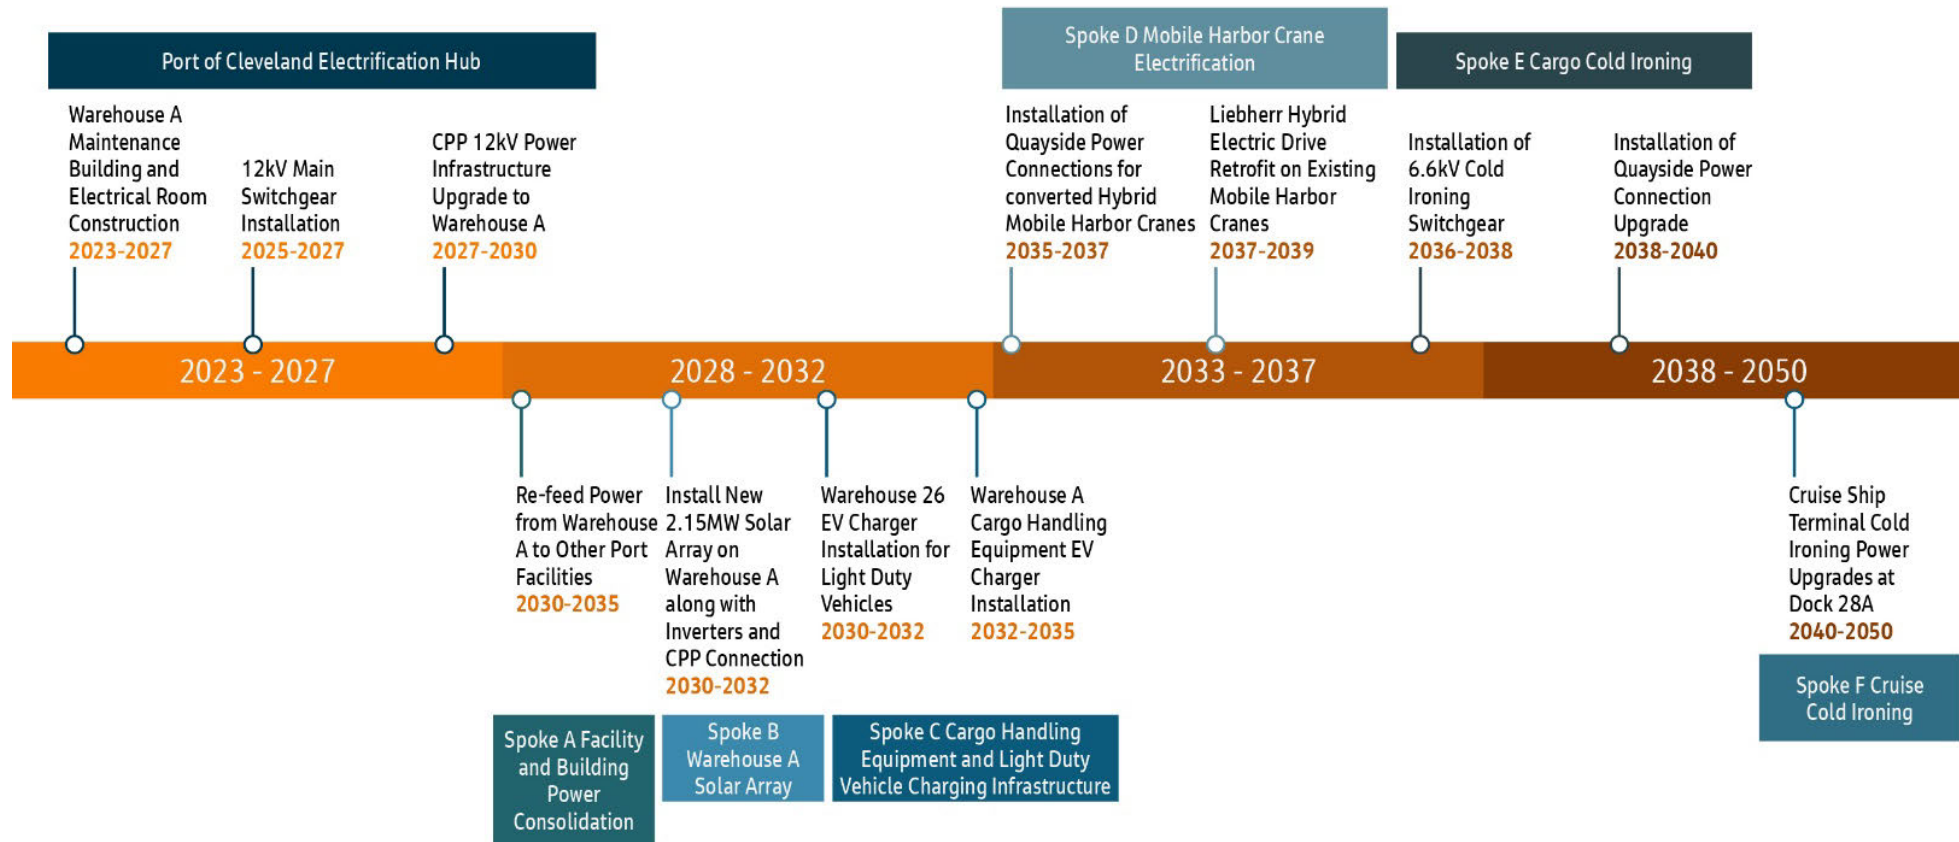 Port of Cleveland Electrification Hub
Spoke D Mobile Harbor Crane
Electrification
Spoke E Cargo Cold Ironing
Warehouse A
Maintenance
Building and
Electrical Room
Construction
2023-2027
12kV Main
Switchgear
Installation
2025-2027
CPP 12kV Power
Infrastructure
Upgrade to
Warehouse A
2027-2030
Installation of
Quayside Power
Connections for
converted Hybrid
Mobile Harbor Cranes
2035-2037
Liebherr Hybrid
Electric Drive
Retrofit on Existing
Mobile Harbor
Cranes
2037-2039
Installation of
6.6kV Cold
Ironing
Switchgear
2036-2038
Installation of
Quayside Power
Connection
Upgrade
2038-2040
2023 - 2027
2028 - 2032
2033 - 2037
2038 - 2050
Re-feed Power
from Warehouse
A to Other Port
Facilities
2030-2035
Install New
2.15MW Solar
Array on
Warehouse A
along with
Inverters and
CPP Connection
2030-2032
Warehouse 26
EV Charger
Installation for
Light Duty
Vehicles
2030-2032
Warehouse A
Cargo Handling
Equipment EV
Charger
Installation
2032-2035
Cruise Ship
Terminal Cold
Ironing Power
Upgrades at
Dock 28A
2040-2050
Spoke A Facility
and Building
Power
Consolidation
Spoke B
Warehouse A
Solar Array
Spoke C Cargo Handling
Equipment and Light Duty
Vehicle Charging Infrastructure
Spoke F Cruise
Cold Ironing